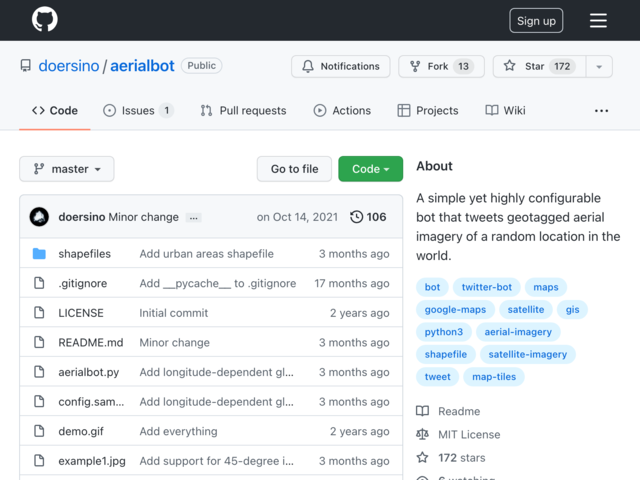 Sign up
doersino / aerialbot Public
Notifications
Fork 13
Star 172
Code
Issues 1
Pull requests
Actions
Projects
Wiki
master
Go to file
Code
doersino Minor change ... on Oct 14, 2021 106
shapefiles Add urban areas shapefile 3 months ago
.gitignore Add __pycache__ to .gitignore 17 months ago
LICENSE Initial commit 2 years ago
README.md Minor change 3 months ago
aerialbot.py Add longitude-dependent gl... 3 months ago
config.sam... Add longitude-dependent gl... 3 months ago
demo.gif Add everything 2 years ago
example1.jpg Add support for 45-degree i... 3 months ago
About
A simple yet highly configurable
bot that tweets geotagged aerial
imagery of a random location in the
world.
bot twitter-bot maps
google-maps satellite gis
python3 aerial-imagery
shapefile satellite-imagery
tweet map-tiles
Readme
MIT License
172 stars
6 watching